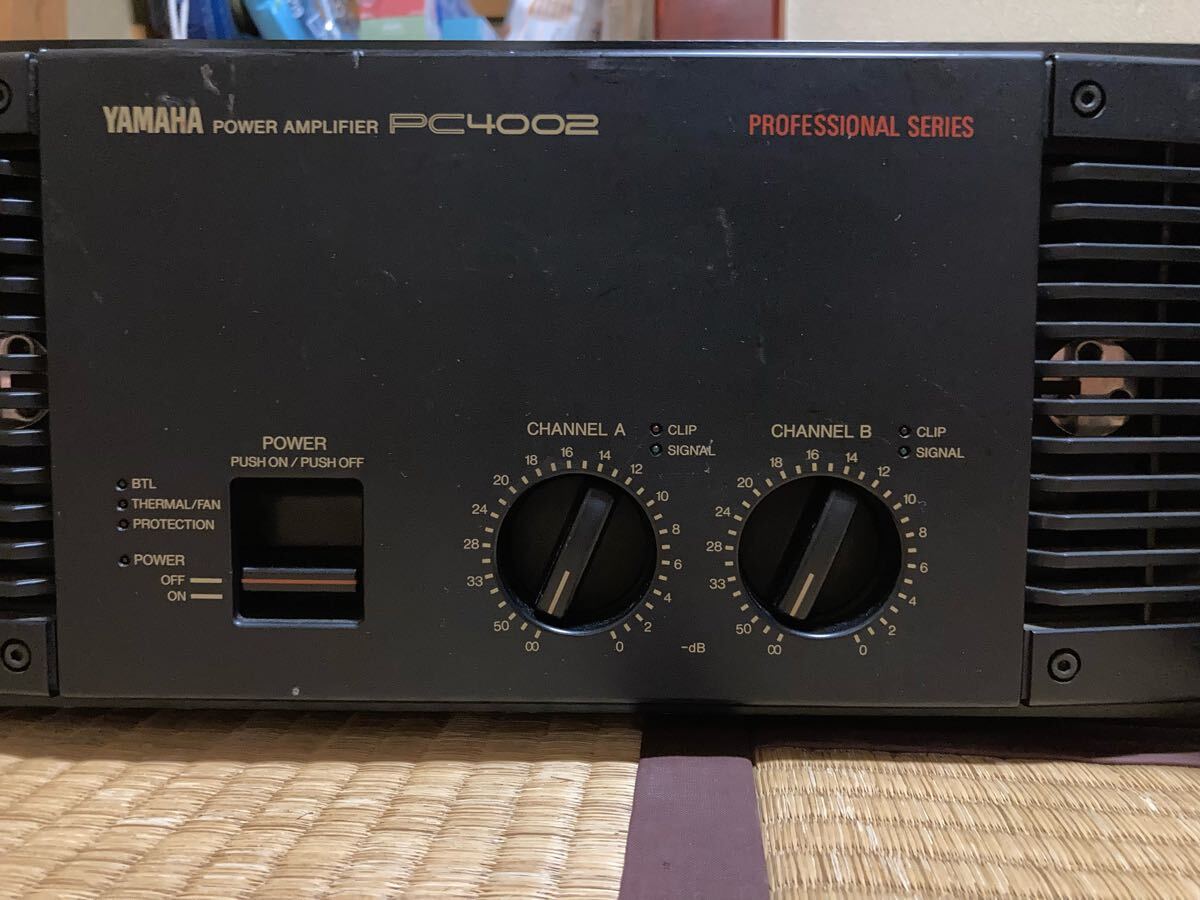 YAMAHA POWER AMPLIFIER PC4002 PROFESSIONAL SERIES
POWER
PUSH ON / PUSH OFF
BTL
THERMAL/FAN
PROTECTION
POWER
OFF
ON
CHANNEL A
CLIP
SIGNAL
∞ 50 33 28 24 20 18 16 14 12 10 8 6 4 2 0
-dB
CHANNEL B
CLIP
SIGNAL
∞ 50 33 28 24 20 18 16 14 12 10 8 6 4 2 0